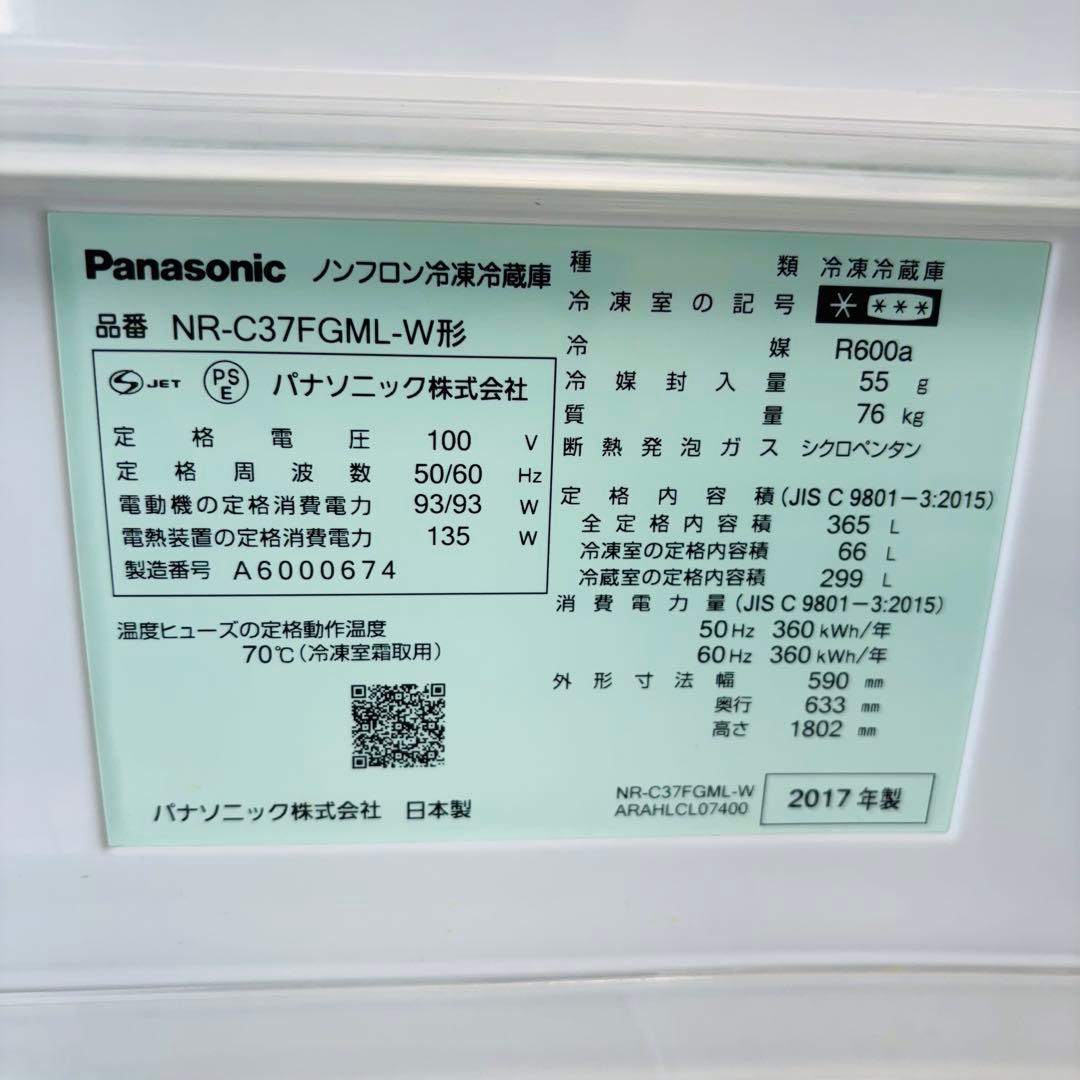 Panasonic ノンフロン冷凍冷蔵庫
品番 NR-C37FGML-W形
S JET PSE パナソニック株式会社
定格電圧 100 V
定格周波数 50/60 Hz
電動機の定格消費電力 93/93 W
電熱装置の定格消費電力 135 W
製造番号 A6000674
温度ヒューズの定格動作温度
70℃(冷凍室霜取用)
パナソニック株式会社 日本製
種類 冷凍冷蔵庫
冷凍室の記号 * ***
冷媒 R600a
冷媒封入量 55 g
質量 76 kg
断熱発泡ガス シクロペンタン
定格内容積(JIS C 9801-3:2015)
全定格内容積 365 L
冷凍室の定格内容積 66 L
冷蔵室の定格内容積 299 L
消費電力量(JIS C 9801-3:2015)
50Hz 360kWh/年
60Hz 360kWh/年
外形寸法幅 590 mm
奥行 633 mm
高さ 1802 mm
NR-C37FGML-W
ARAHLCL07400
2017年製